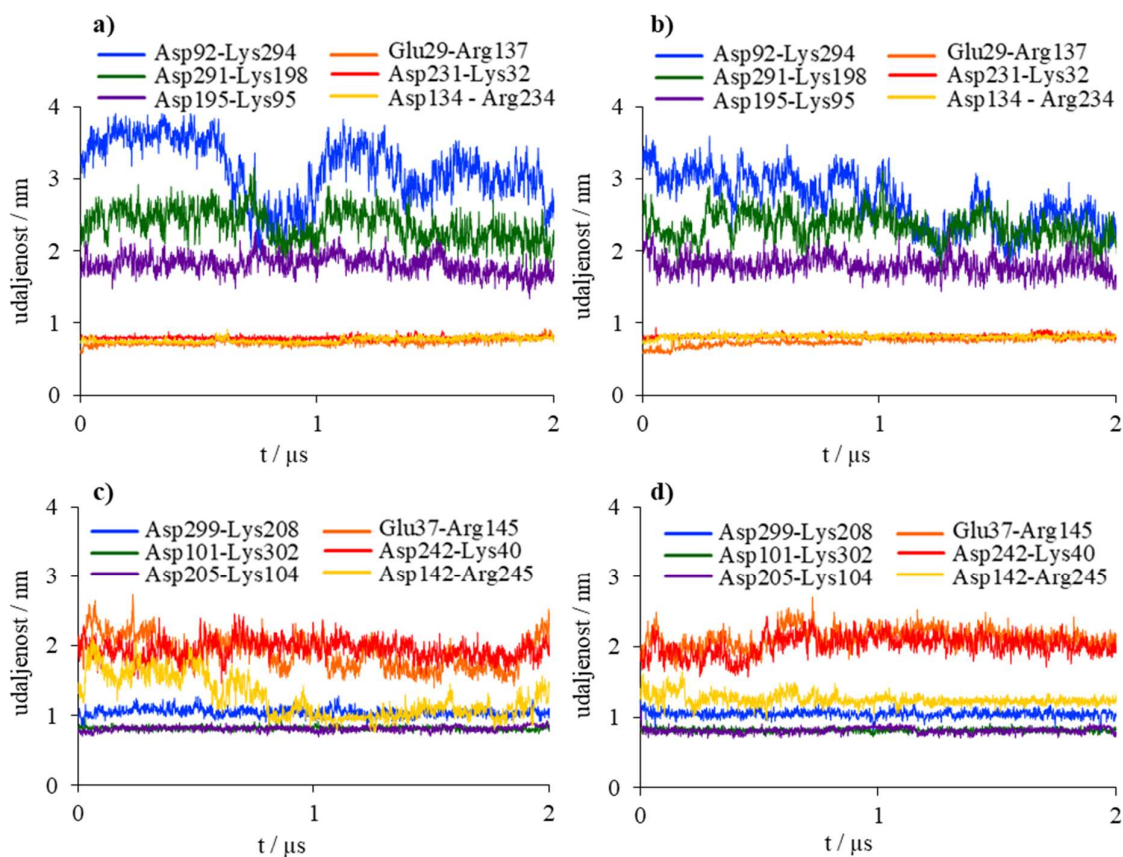 a)
Asp92-Lys294 Glu29-Arg137
Asp291-Lys198 Asp231-Lys32
Asp195-Lys95 Asp134 - Arg234
4
3
2
1
0
udaljenost / nm
0 1 2
t / µs
b)
Asp92-Lys294 Glu29-Arg137
Asp291-Lys198 Asp231-Lys32
Asp195-Lys95 Asp134 - Arg234
4
3
2
1
0
udaljenost / nm
0 1 2
t / µs
c)
Asp299-Lys208 Glu37-Arg145
Asp101-Lys302 Asp242-Lys40
Asp205-Lys104 Asp142-Arg245
4
3
2
1
0
udaljenost / nm
0 1 2
t / µs
d)
Asp299-Lys208 Glu37-Arg145
Asp101-Lys302 Asp242-Lys40
Asp205-Lys104 Asp142-Arg245
4
3
2
1
0
udaljenost / nm
0 1 2
t / µs